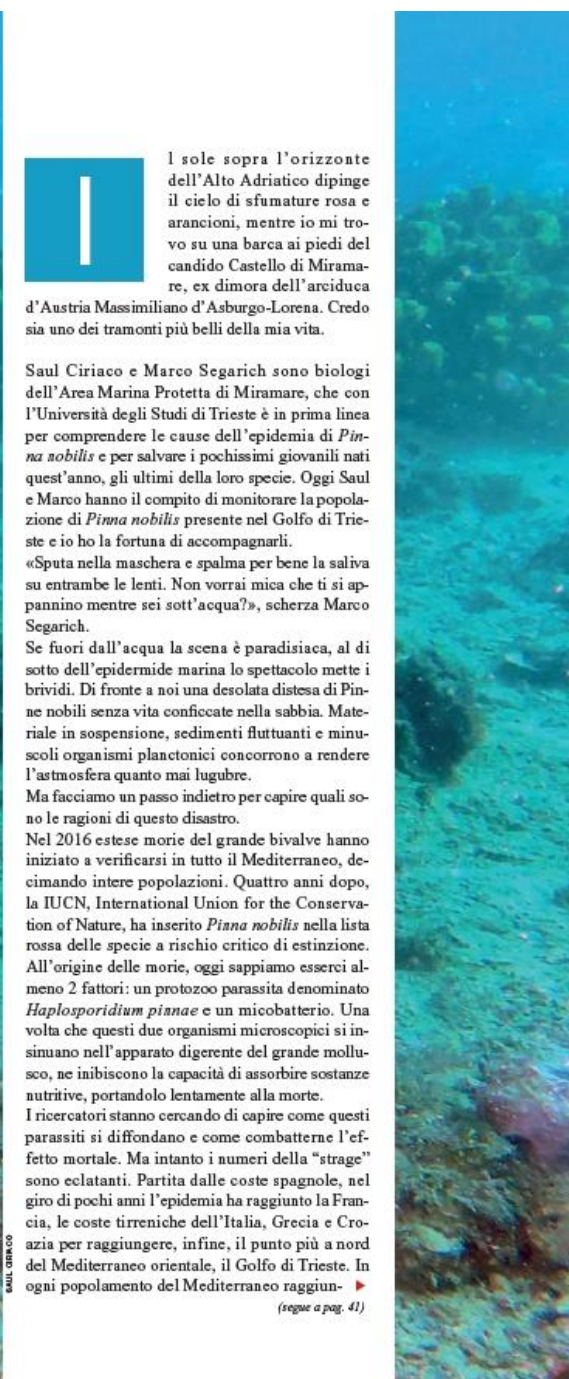 I
l sole sopra l'orizzonte
dell'Alto Adriatico dipinge
il cielo di sfumature rosa e
arancioni, mentre io mi tro-
vo su una barca ai piedi del
candido Castello di Mirama-
re, ex dimora dell'arciduca
d'Austria Massimiliano d'Asburgo-Lorena. Credo
sia uno dei tramonti più belli della mia vita.
Saul Ciriaco e Marco Segarich sono biologi
dell'Area Marina Protetta di Miramare, che con
l'Università degli Studi di Trieste è in prima linea
per comprendere le cause dell'epidemia di Pin-
na nobilis e per salvare i pochissimi giovanili nati
quest'anno, gli ultimi della loro specie. Oggi Saul
e Marco hanno il compito di monitorare la popola-
zione di Pinna nobilis presente nel Golfo di Trie-
ste e io ho la fortuna di accompagnarli.
«Sputa nella maschera e spalma per bene la saliva
su entrambe le lenti. Non vorrai mica che ti si ap-
pannino mentre sei sott'acqua?», scherza Marco
Segarich.
Se fuori dall'acqua la scena è paradisiaca, al di
sotto dell'epidermide marina lo spettacolo mette i
brividi. Di fronte a noi una desolata distesa di Pin-
ne nobili senza vita conficcate nella sabbia. Mate-
riale in sospensione, sedimenti fluttuanti e minu-
scoli organismi planctonici concorrono a rendere
l'astmosfera quanto mai lugubre.
Ma facciamo un passo indietro per capire quali so-
no le ragioni di questo disastro.
Nel 2016 estese morie del grande bivalve hanno
iniziato a verificarsi in tutto il Mediterraneo, de-
cimando intere popolazioni. Quattro anni dopo,
la IUCN, International Union for the Conserva-
tion of Nature, ha inserito Pinna nobilis nella lista
rossa delle specie a rischio critico di estinzione.
All'origine delle morie, oggi sappiamo esserci al-
meno 2 fattori: un protozoo parassita denominato
Haplosporidium pinnae e un micobatterio. Una
volta che questi due organismi microscopici si in-
sinuano nell'apparato digerente del grande mollu-
sco, ne inibiscono la capacità di assorbire sostanze
nutritive, portandolo lentamente alla morte.
I ricercatori stanno cercando di capire come questi
parassiti si diffondano e come combatterne l'ef-
fetto mortale. Ma intanto i numeri della “strage”
sono eclatanti. Partita dalle coste spagnole, nel
giro di pochi anni l'epidemia ha raggiunto la Fran-
cia, le coste tirreniche dell'Italia, Grecia e Cro-
azia per raggiungere, infine, il punto più a nord
del Mediterraneo orientale, il Golfo di Trieste. In
ogni popolamento del Mediterraneo raggiun- ▶
(segue a pag. 41)
SAUL CIRIACO